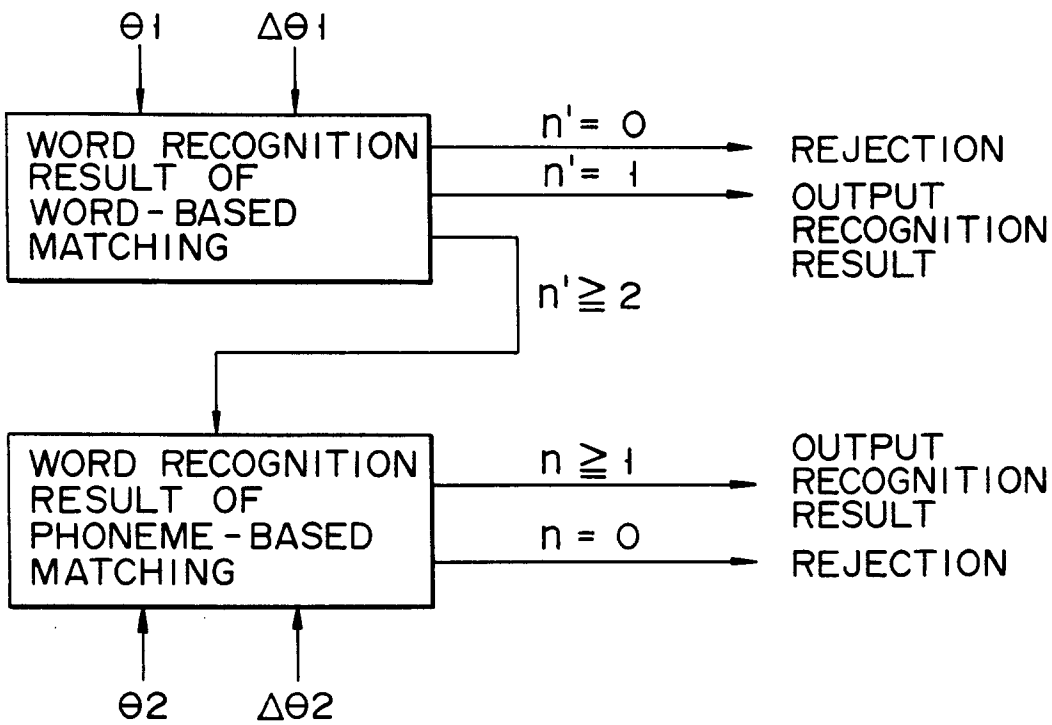 θ1 Δθ1
WORD RECOGNITION
RESULT OF
WORD-BASED
MATCHING
n' = 0
REJECTION
n' = 1
OUTPUT
RECOGNITION
RESULT
n' ≧ 2
WORD RECOGNITION
RESULT OF
PHONEME-BASED
MATCHING
n ≧ 1
OUTPUT
RECOGNITION
RESULT
n = 0
REJECTION
θ2 Δθ2